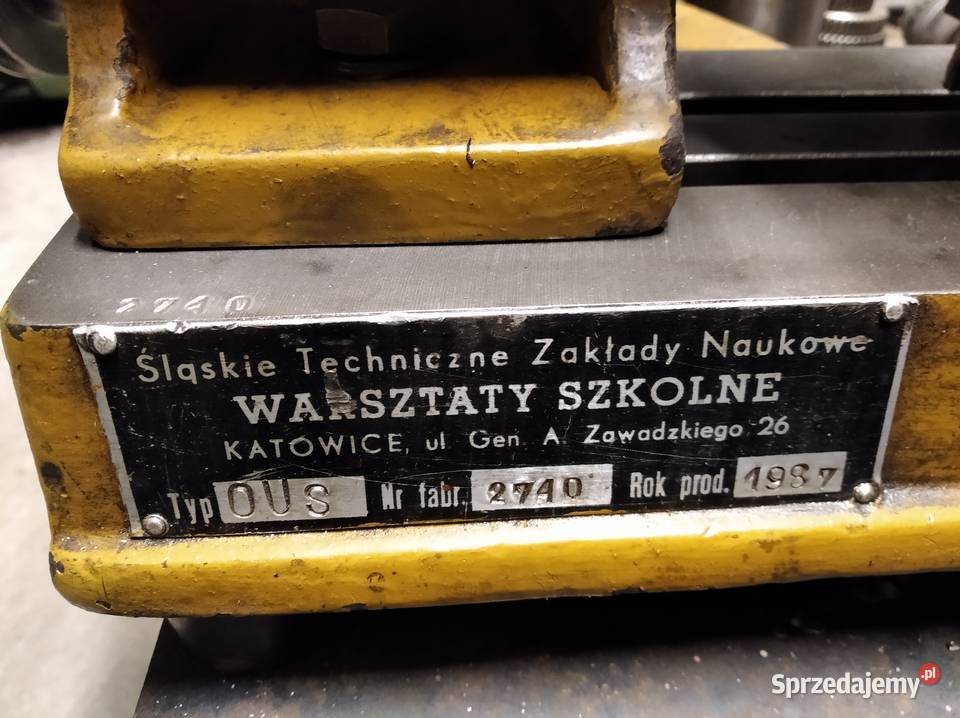 2740
Śląskie Techniczne Zakłady Naukowe
WARSZTATY SZKOLNE
KATOWICE, ul Gen. A. Zawadzkiego 26
Typ OUS Nr fabr. 2740 Rok prod. 1987
Sprzedajemy.pl